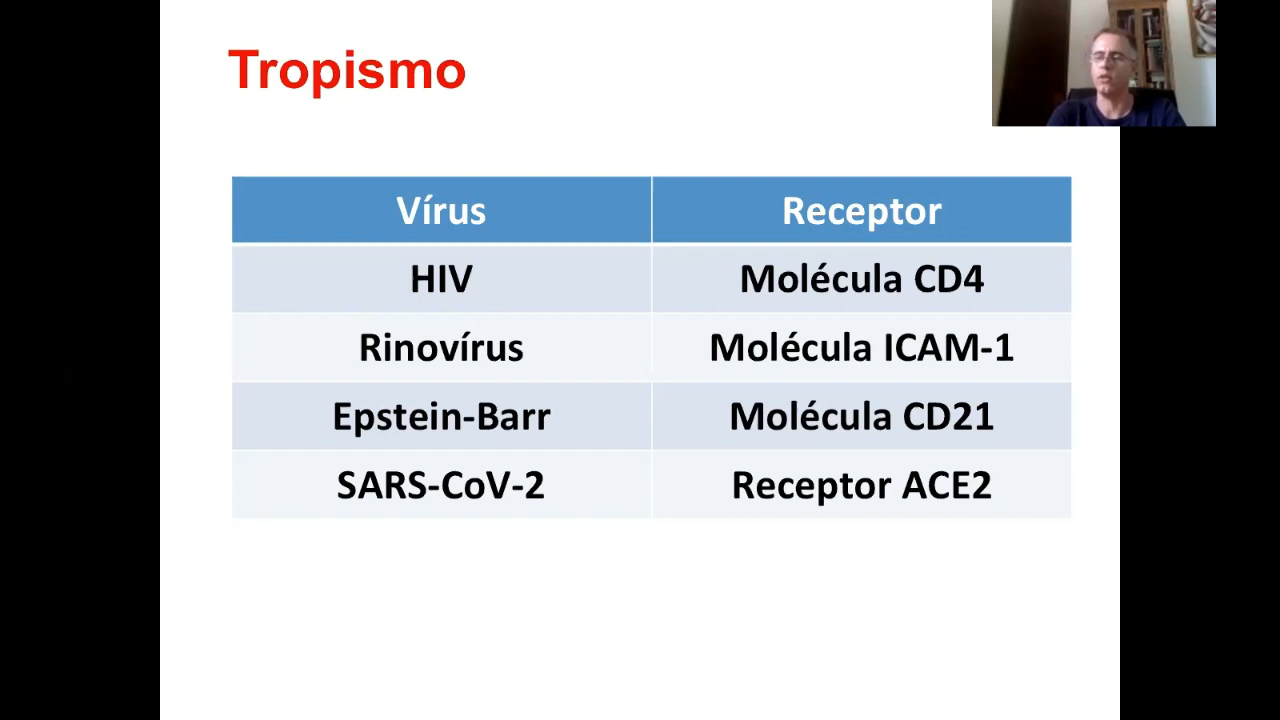 Tropismo
Vírus Receptor
HIV Molécula CD4
Rinovírus Molécula ICAM-1
Epstein-Barr Molécula CD21
SARS-CoV-2 Receptor ACE2